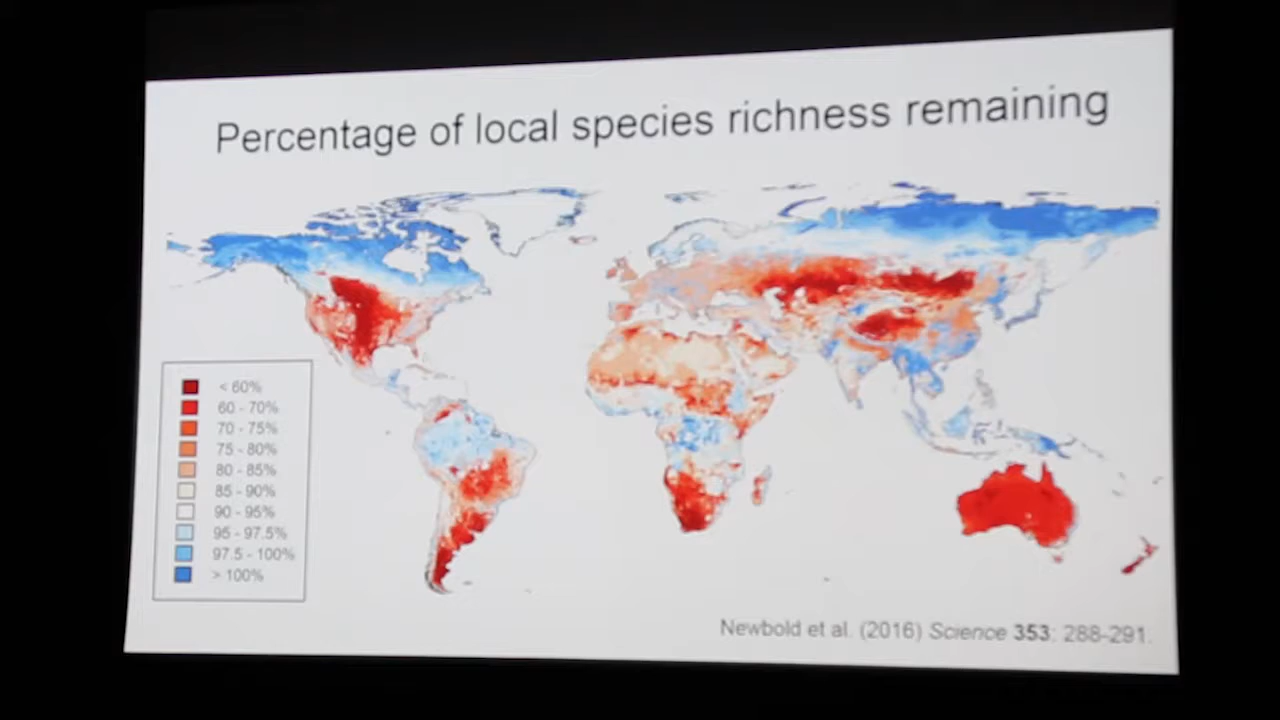 Percentage of local species richness remaining
< 60%
60 - 70%
70 - 75%
75 - 80%
80 - 85%
85 - 90%
90 - 95%
95 - 97.5%
97.5 - 100%
> 100%
Newbold et al. (2016) Science 353: 288-291.